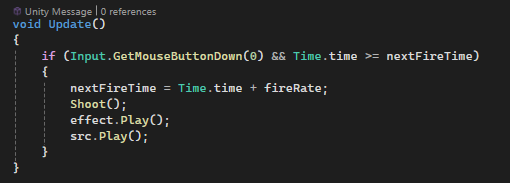 Unity Message | 0 references
void Update()
{
    if (Input.GetMouseButtonDown(0) && Time.time >= nextFireTime)
    {
        nextFireTime = Time.time + fireRate;
        Shoot();
        effect.Play();
        src.Play();
    }
}